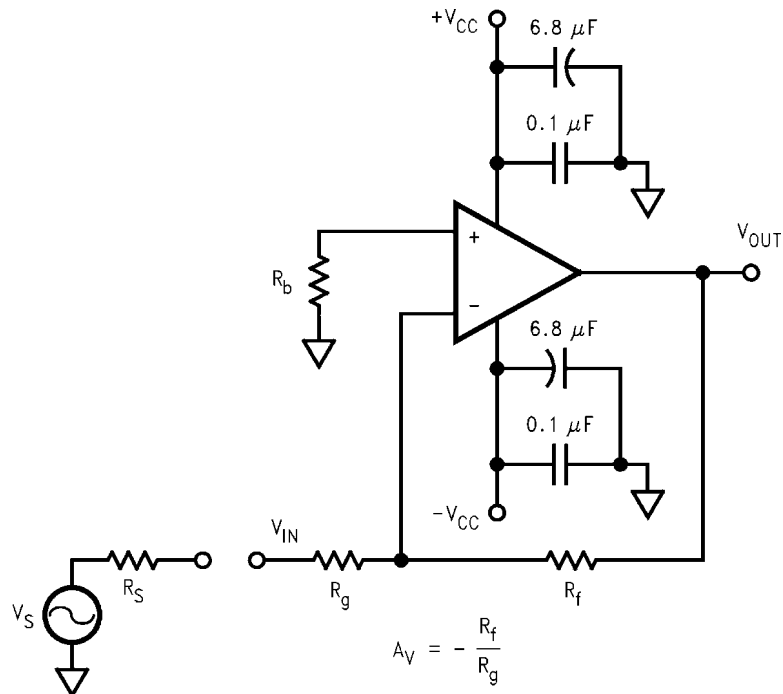 +VCC
6.8 μF
0.1 μF
VOUT
+
Rb
-
6.8 μF
0.1 μF
-VCC
VIN
RS
Rg
Rf
VS
AV = - Rf
Rg